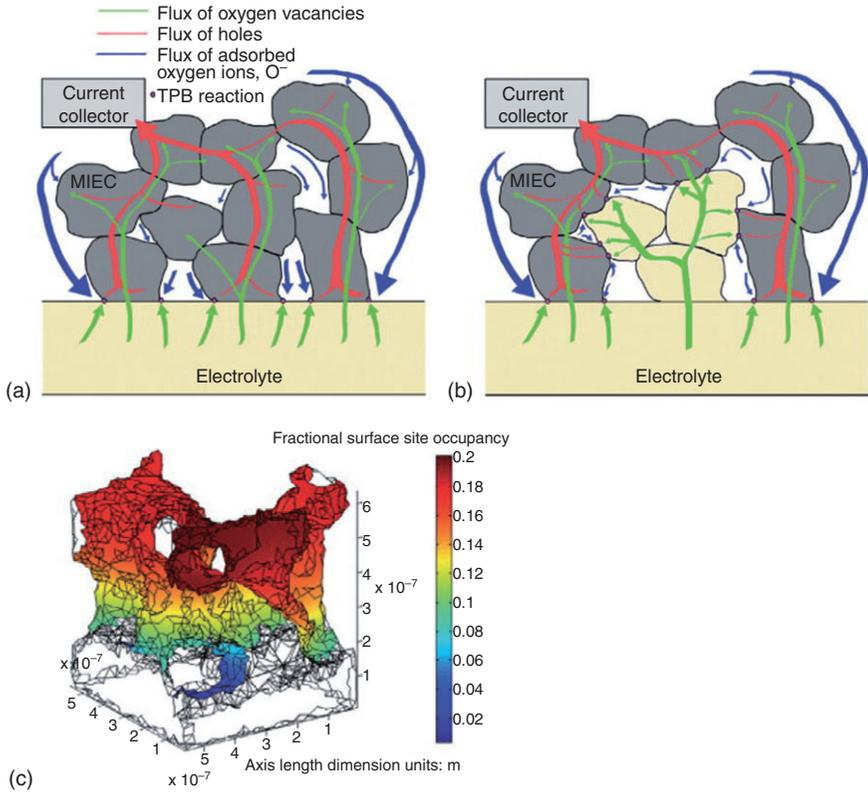 Flux of oxygen vacancies
Flux of holes
Flux of adsorbed
oxygen ions, O⁻
TPB reaction
Current
collector
MIEC
Electrolyte
(a)
Current
collector
MIEC
Electrolyte
(b)
Fractional surface site occupancy
0.2
0.18
0.16
0.14
0.12
0.1
0.08
0.06
0.04
0.02
6
5
4
3
2
1
x 10⁻⁷
x 10⁻⁷
5
4
3
2
1
5
4
3
2
1
x 10⁻⁷
Axis length dimension units: m
(c)